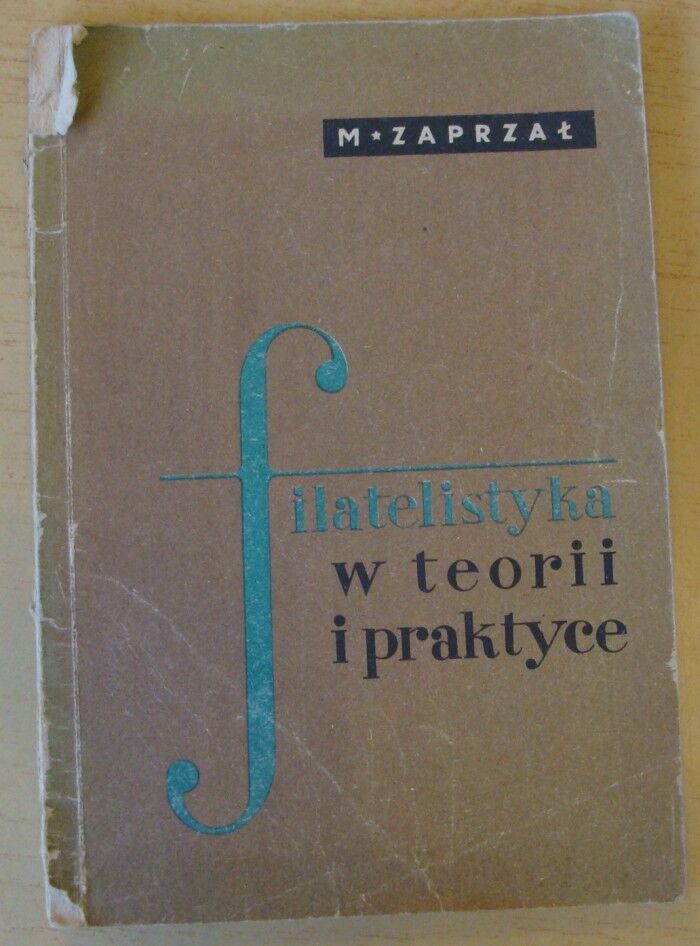 M★ZAPRZAŁ
filatelistyka
w teorii
i praktyce